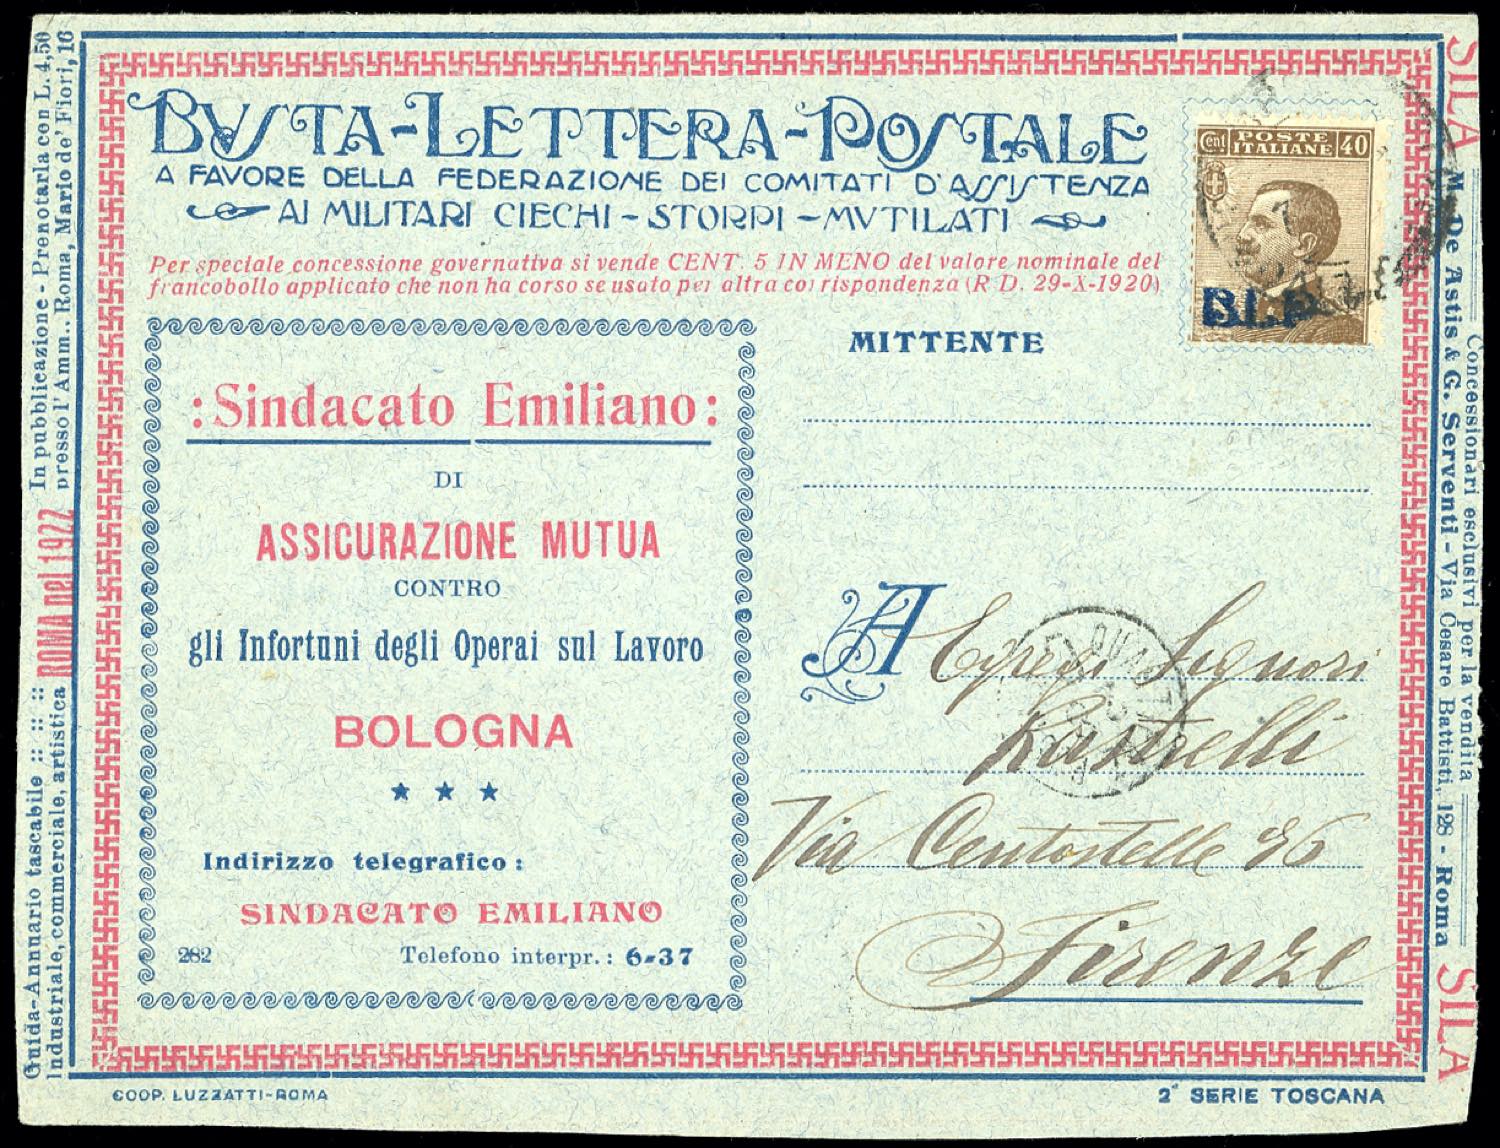 BUSTA-LETTERA-POSTALE
A FAVORE DELLA FEDERAZIONE DEI COMITATI D'ASSISTENZA
AI MILITARI CIECHI - STORPI - MVTILATI
Per speciale concessione governativa si vende CENT. 5 IN MENO del valore nominale del
francobollo applicato che non ha corso se usato per altra corrispondenza (R D. 29-X-1920)
Cent POSTE ITALIANE 40
B.L.P.
MITTENTE
:Sindacato Emiliano:
DI
ASSICURAZIONE MUTUA
CONTRO
gli Infortuni degli Operai sul Lavoro
BOLOGNA
Indirizzo telegrafico:
SINDACATO EMILIANO
282 Telefono interpr.: 6-37
A Egregi Signori
Rastrelli
Via Centostelle 26
Firenze
COOP. LUZZATTI-ROMA
2ª SERIE TOSCANA
In pubblicazione - Prenotarla con L. 4,50
presso l'Amm. Roma, Mario de' Fiori, 16
ROMA nel 1922
Guida-Annuario tascabile :: :: ::
Industriale, commerciale, artistica
SILA
Concessionari esclusivi per la vendita
M. De Astis & G. Serventi - Via Cesare Battisti, 128 - Roma
SILA